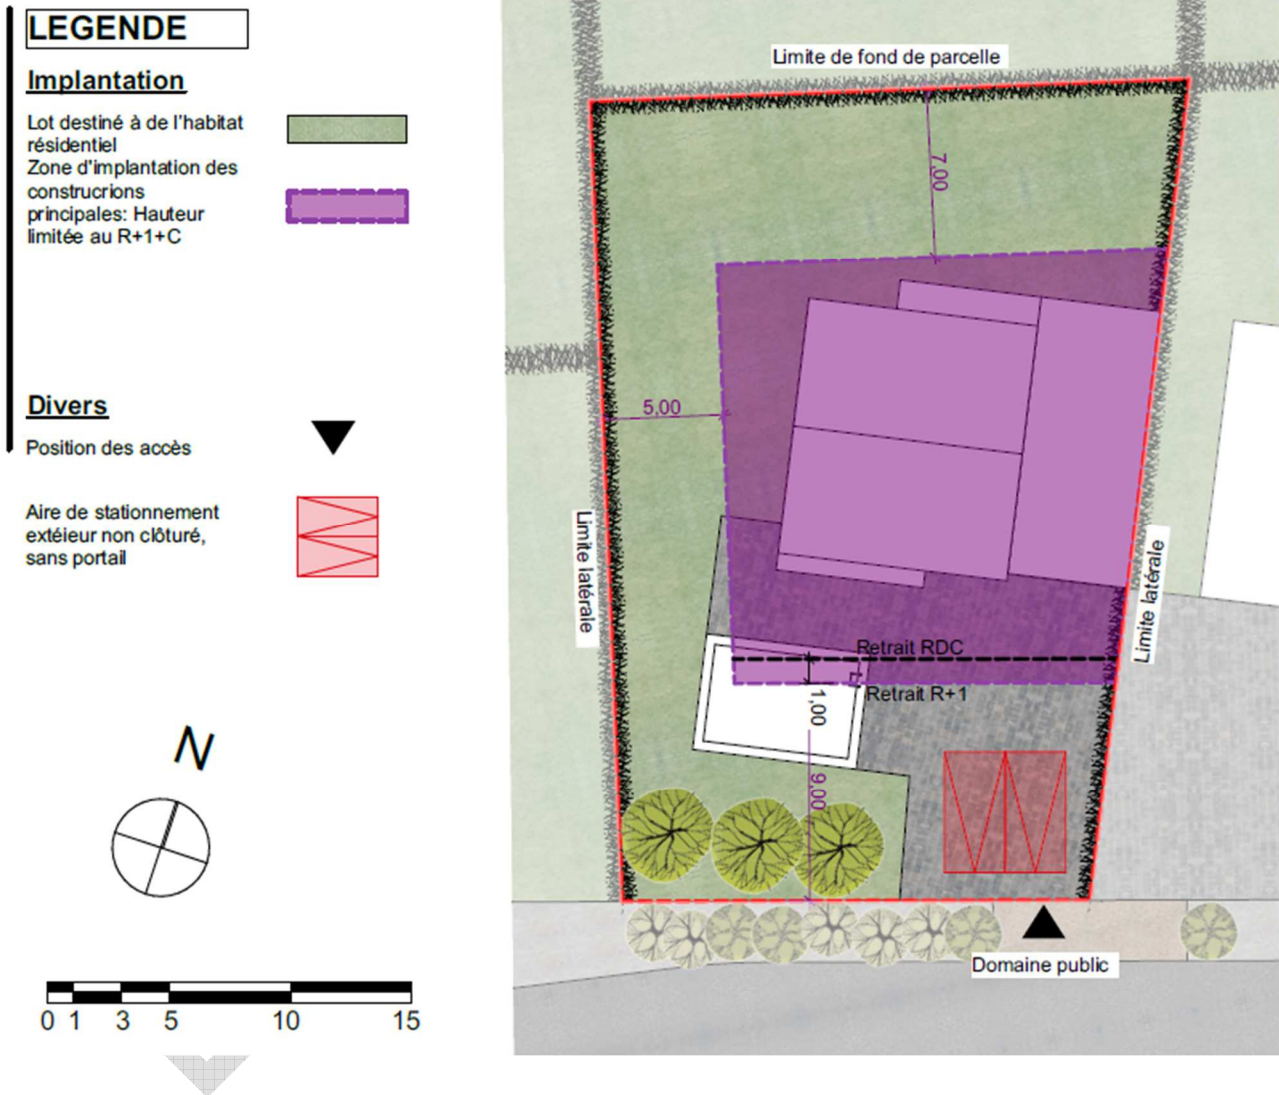 LEGENDE
Implantation
Lot destiné à de l'habitat
résidentiel
Zone d'implantation des
construcrions
principales: Hauteur
limitée au R+1+C
Divers
Position des accès
Aire de stationnement
extéieur non clôturé,
sans portail
N
0 1 3 5 10 15
Limite de fond de parcelle
7,00
5,00
Limite latérale
Limite latérale
Retrait RDC
Retrait R+1
1,00
9,00
Domaine public